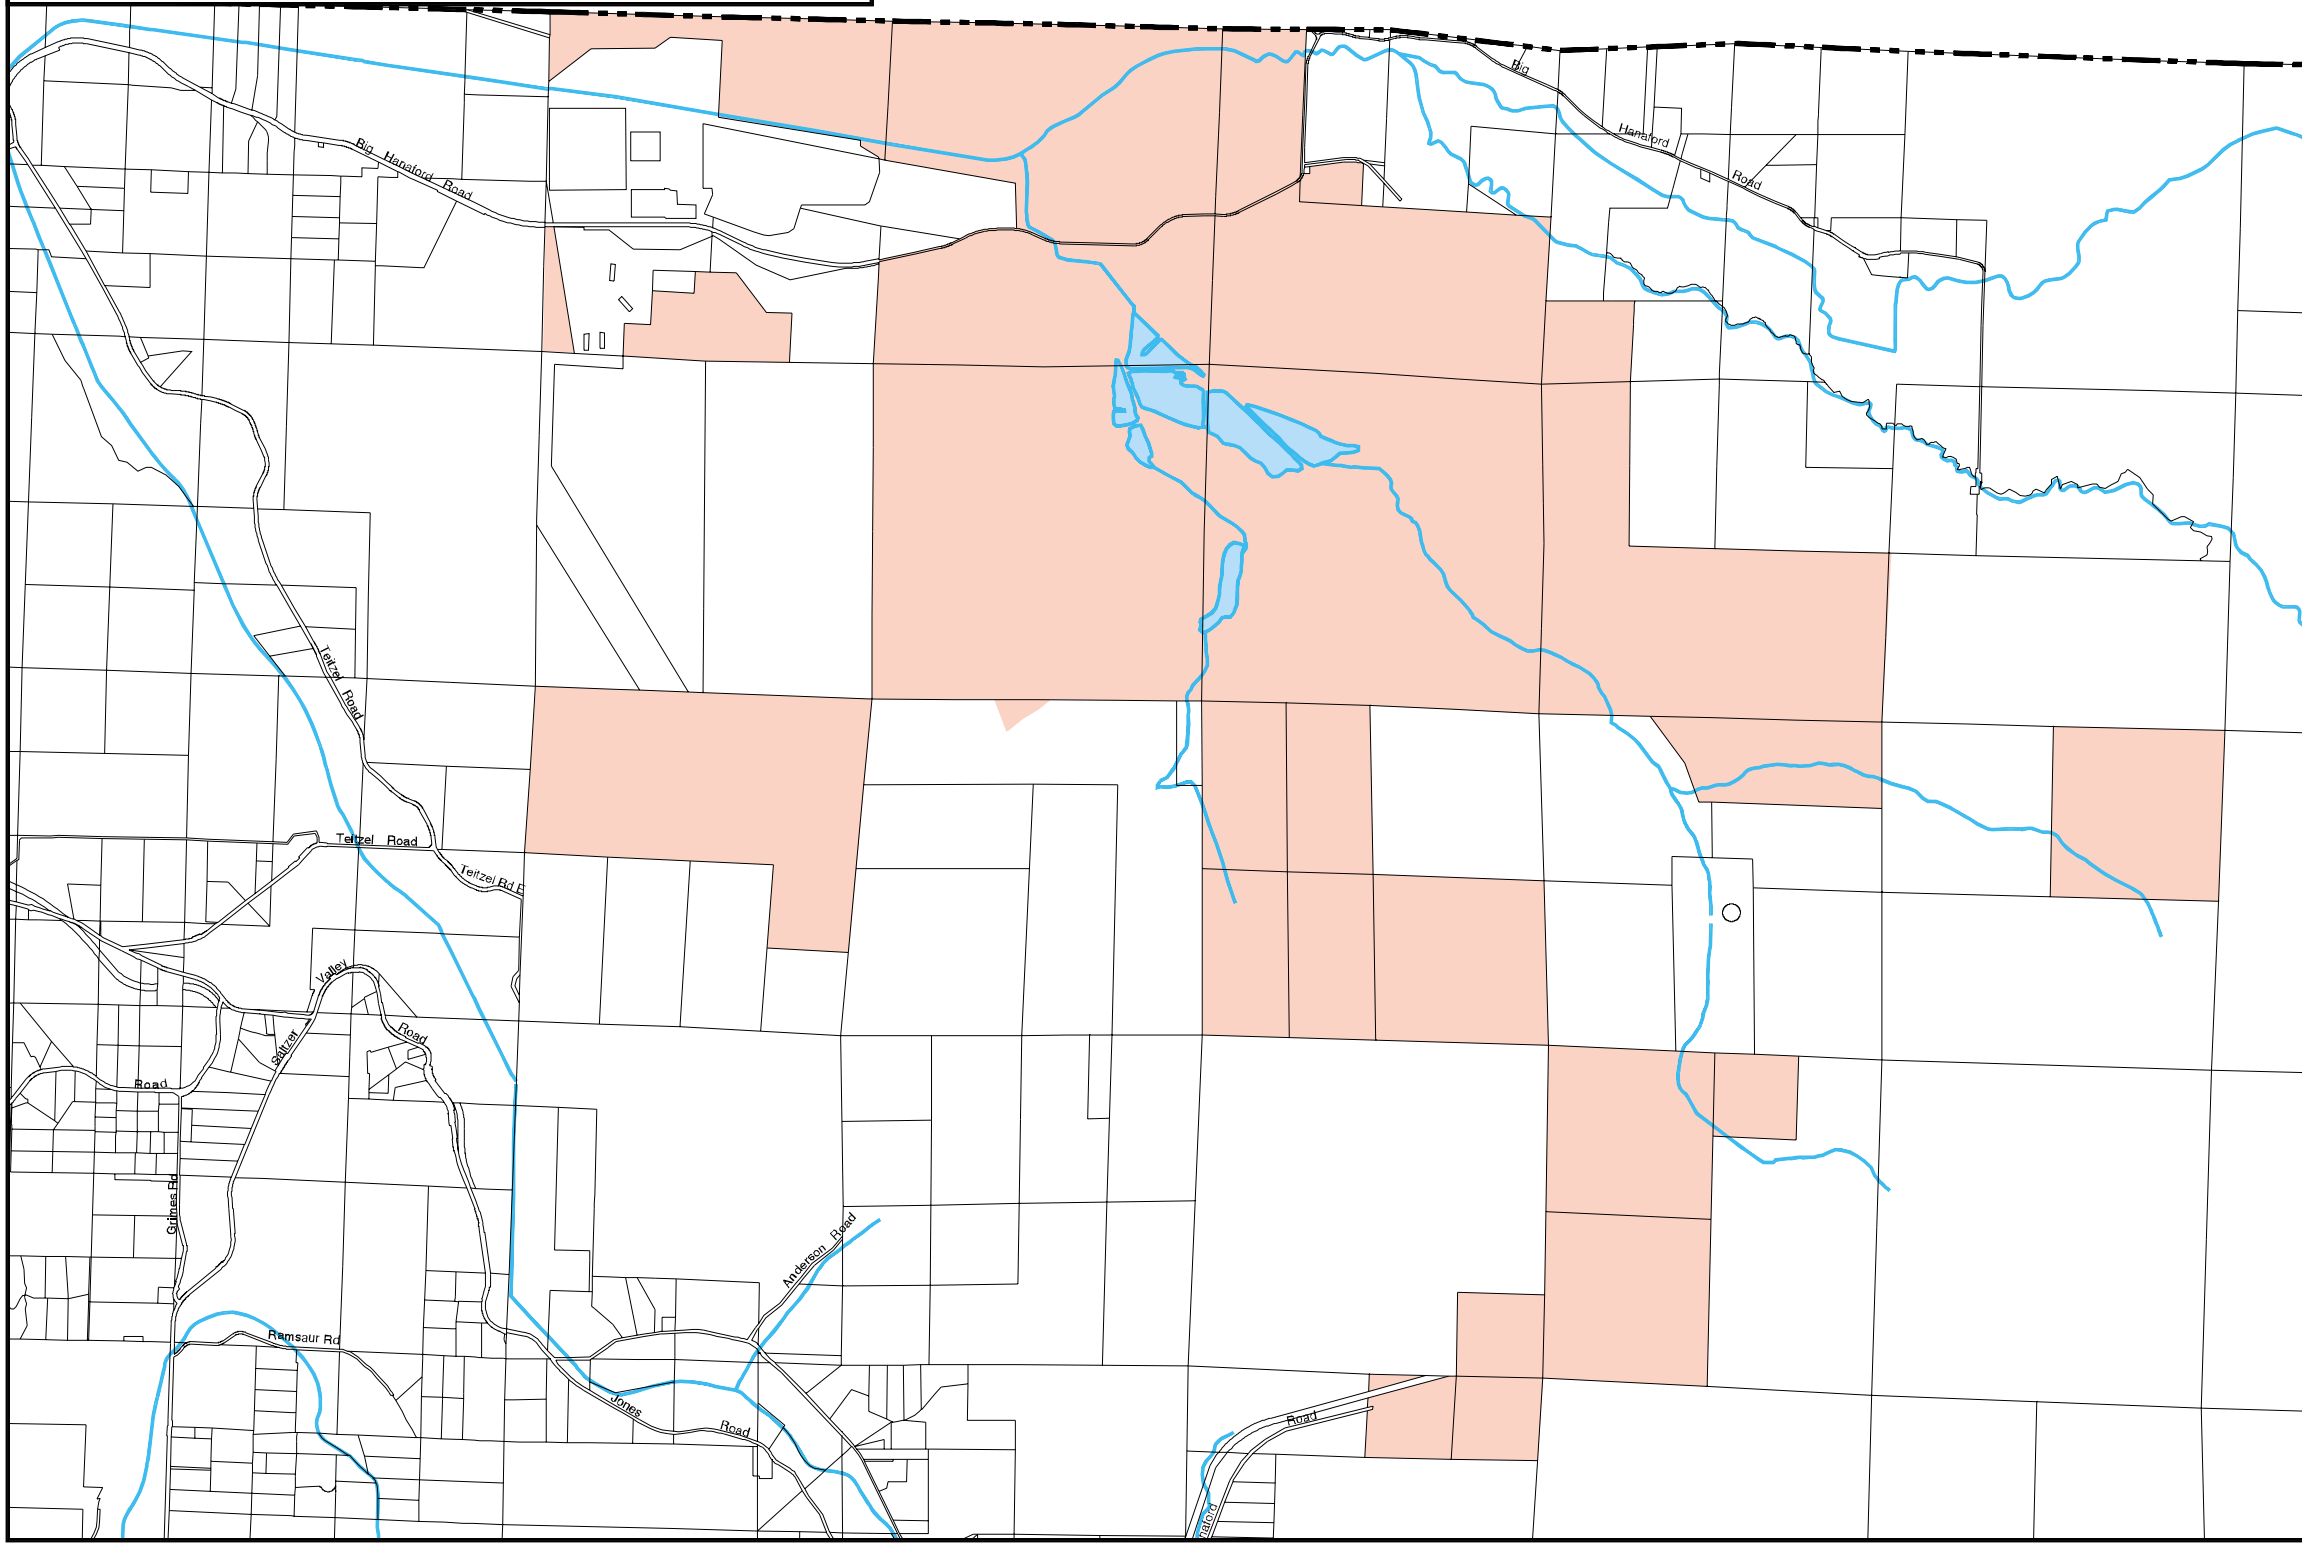 Big
Hanaford
Road
Big Hanaford Road
Teitzel Road
Teitzel Road
Teitzel Rd E
Valley
Road
Saltzer
Road
Grimes Rd
Anderson Road
Ramsaur Rd
Jones
Road
Road
naford